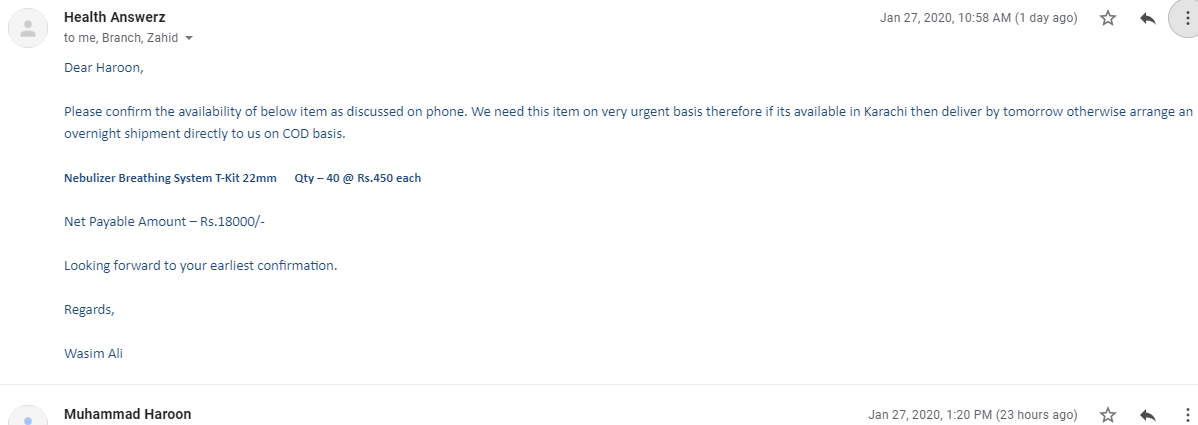 Health Answerz
Jan 27, 2020, 10:58 AM (1 day ago)
to me, Branch, Zahid
Dear Haroon,
Please confirm the availability of below item as discussed on phone. We need this item on very urgent basis therefore if its available in Karachi then deliver by tomorrow otherwise arrange an
overnight shipment directly to us on COD basis.
Nebulizer Breathing System T-Kit 22mm Qty – 40 @ Rs.450 each
Net Payable Amount – Rs.18000/-
Looking forward to your earliest confirmation.
Regards,
Wasim Ali
Muhammad Haroon
Jan 27, 2020, 1:20 PM (23 hours ago)